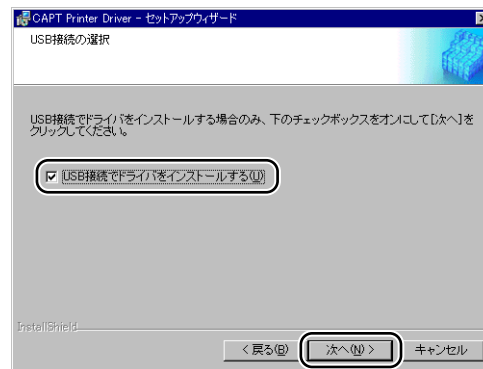 CAPT Printer Driver - セットアップウィザード
USB接続の選択
USB接続でドライバをインストールする場合のみ、下のチェックボックスをオンにして[次へ]を
クリックしてください。
USB接続でドライバをインストールする(U)
InstallShield
< 戻る(B)
次へ(N) >
キャンセル